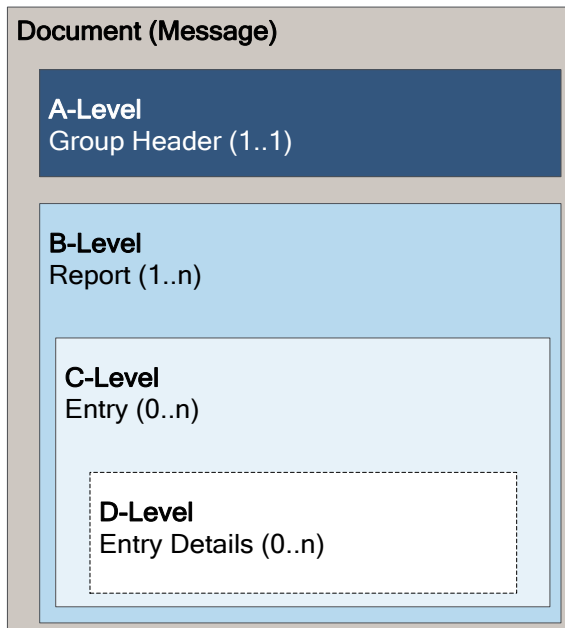 Document (Message)
A-Level
Group Header (1..1)
B-Level
Report (1..n)
C-Level
Entry (0..n)
D-Level
Entry Details (0..n)